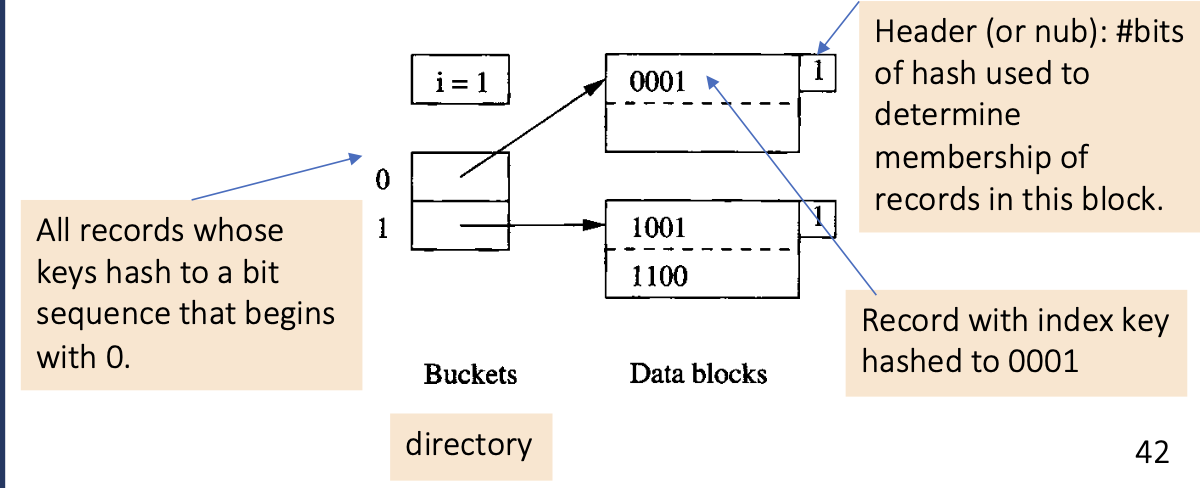 Header (or nub): #bits
of hash used to
determine
membership of
records in this block.
i = 1
0001
1
0
1
1001
1
1100
All records whose
keys hash to a bit
sequence that begins
with 0.
Record with index key
hashed to 0001
Buckets
Data blocks
directory
42